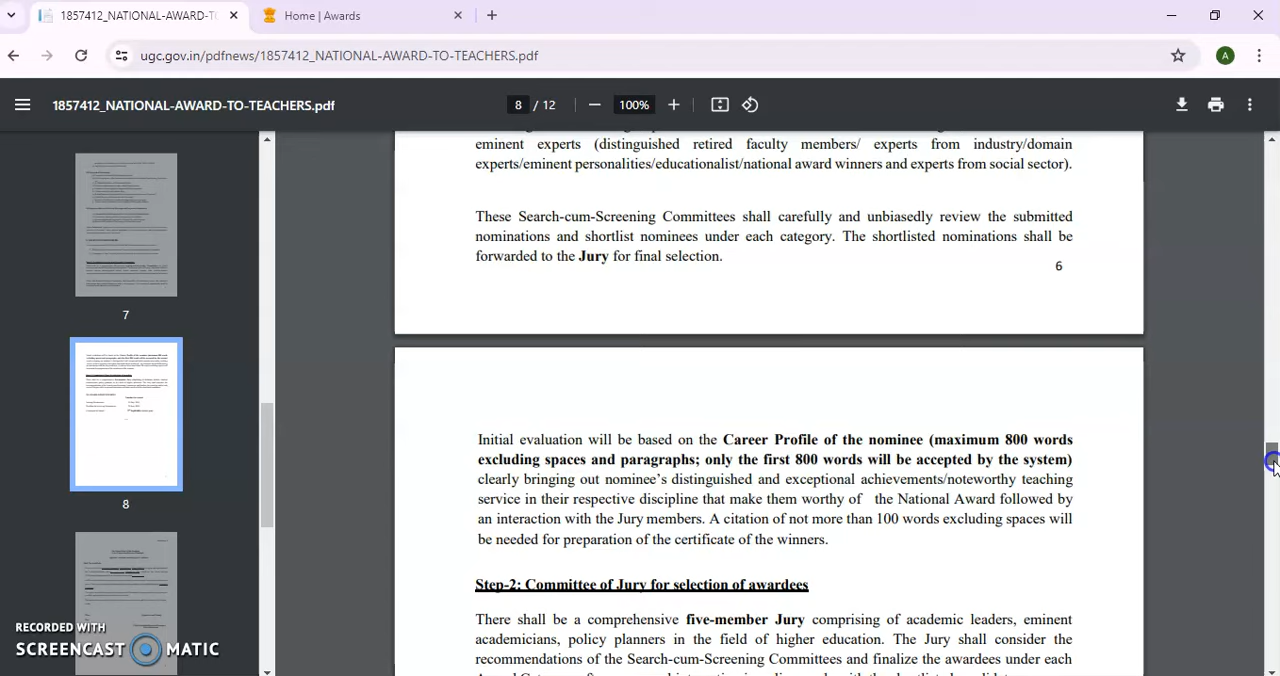 1857412_NATIONAL-AWARD-TO-TC
Home | Awards
ugc.gov.in/pdfnews/1857412_NATIONAL-AWARD-TO-TEACHERS.pdf
A
1857412_NATIONAL-AWARD-TO-TEACHERS.pdf
8 / 12
100%
eminent experts (distinguished retired faculty members/ experts from industry/domain
experts/eminent personalities/educationalist/national award winners and experts from social sector).
These Search-cum-Screening Committees shall carefully and unbiasedly review the submitted
nominations and shortlist nominees under each category. The shortlisted nominations shall be
forwarded to the Jury for final selection.
6
7
Initial evaluation will be based on the Career Profile of the nominee (maximum 800 words
excluding spaces and paragraphs; only the first 800 words will be accepted by the system)
clearly bringing out nominee's distinguished and exceptional achievements/noteworthy teaching
service in their respective discipline that make them worthy of the National Award followed by
an interaction with the Jury members. A citation of not more than 100 words excluding spaces will
be needed for preparation of the certificate of the winners.
8
Step-2: Committee of Jury for selection of awardees
There shall be a comprehensive five-member Jury comprising of academic leaders, eminent
academicians, policy planners in the field of higher education. The Jury shall consider the
recommendations of the Search-cum-Screening Committees and finalize the awardees under each
RECORDED WITH
SCREENCAST MATIC